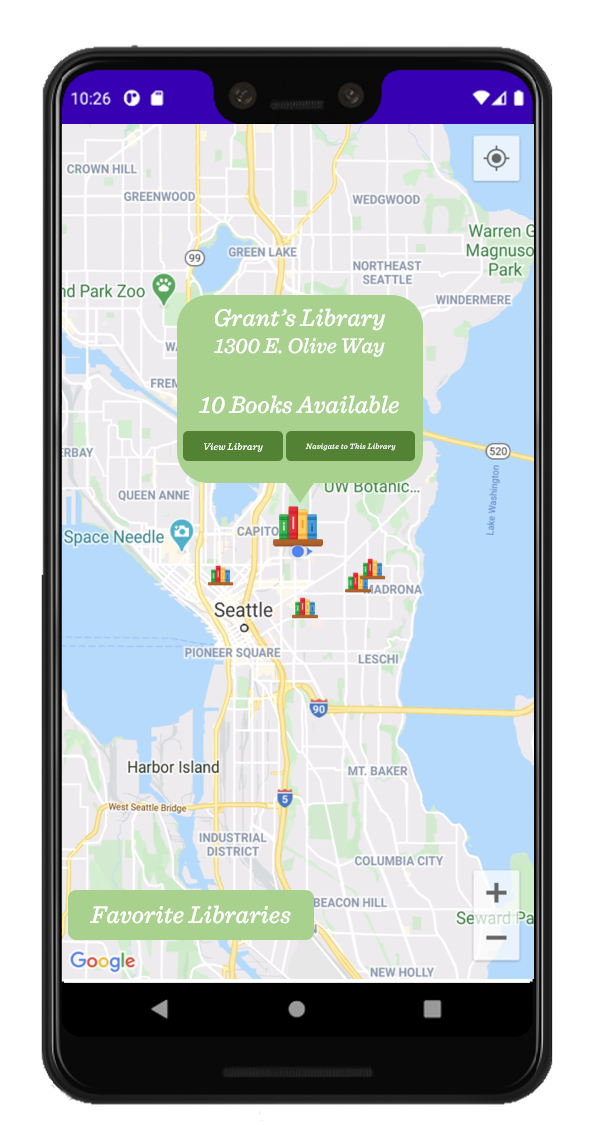 10:26
CROWN HILL
GREENWOOD
WEDGWOOD
99
GREEN LAKE
Warren G
Magnuso
Park
NORTHEAST
SEATTLE
nd Park Zoo
WINDERMERE
Grant's Library
1300 E. Olive Way
WA
FREM
10 Books Available
View Library
Navigate to This Library
ERBAY
520
UW Botanic...
QUEEN ANNE
Lake Washington
Space Needle
CAPITO
MADRONA
Seattle
PIONEER SQUARE
LESCHI
90
Harbor Island
MT. BAKER
5
West Seattle Bridge
INDUSTRIAL
DISTRICT
COLUMBIA CITY
+
BEACON HILL
Favorite Libraries
Seward Pa
−
N
Google
NEW HOLLY